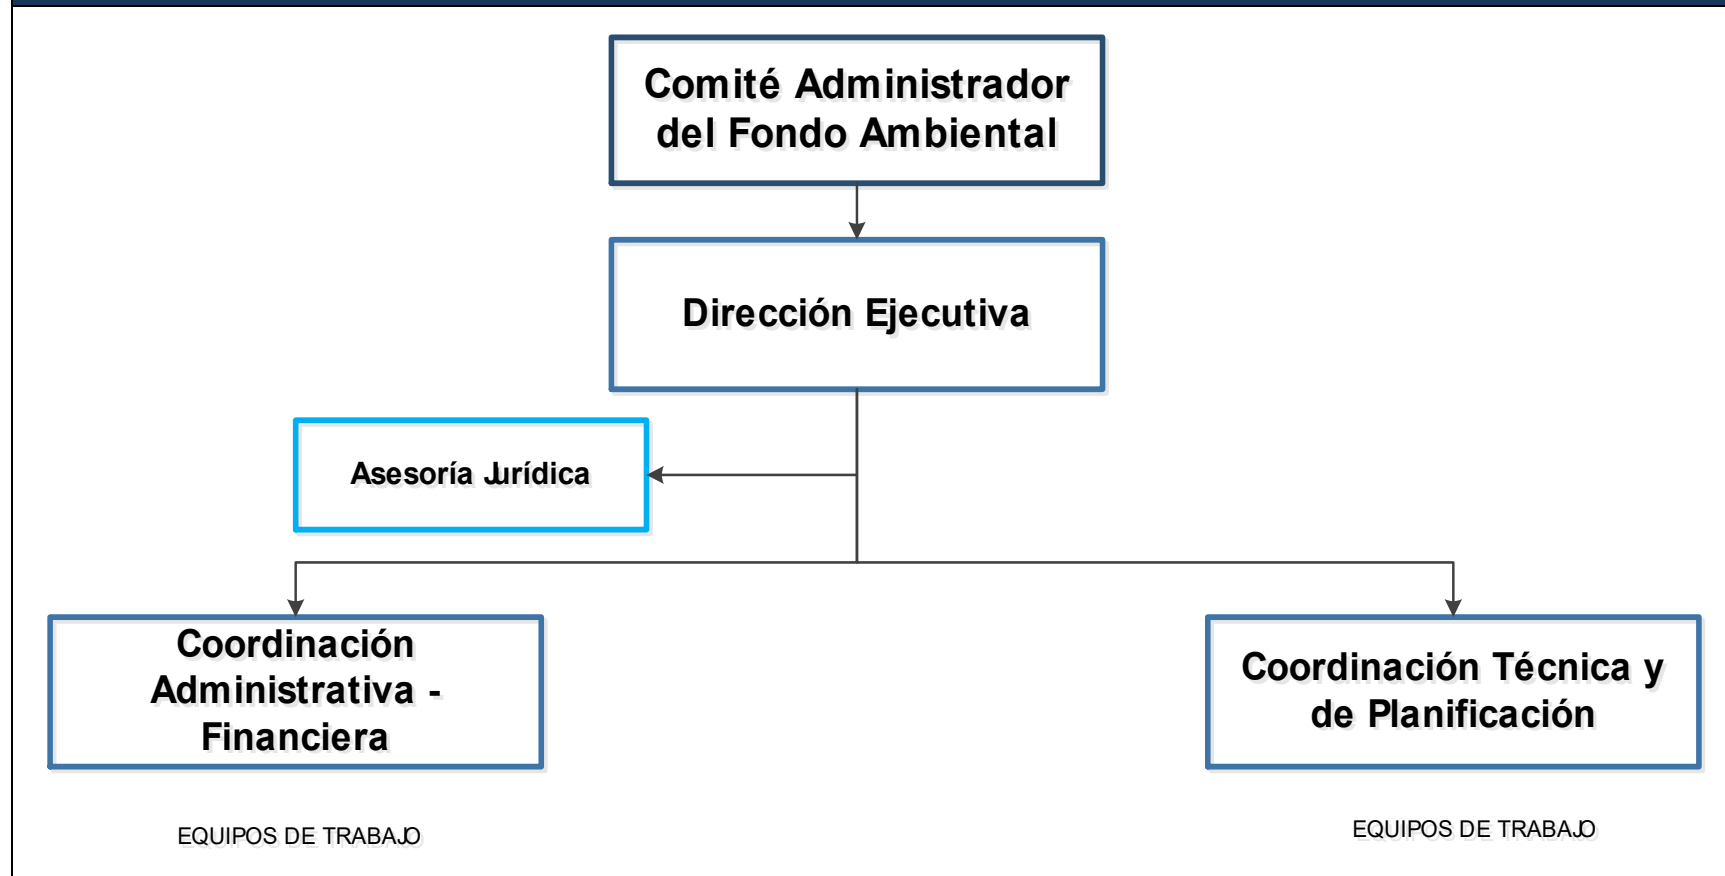 Comité Administrador
del Fondo Ambiental
Dirección Ejecutiva
Asesoría Jurídica
Coordinación
Administrativa -
Financiera
Coordinación Técnica y
de Planificación
EQUIPOS DE TRABAJO
EQUIPOS DE TRABAJO